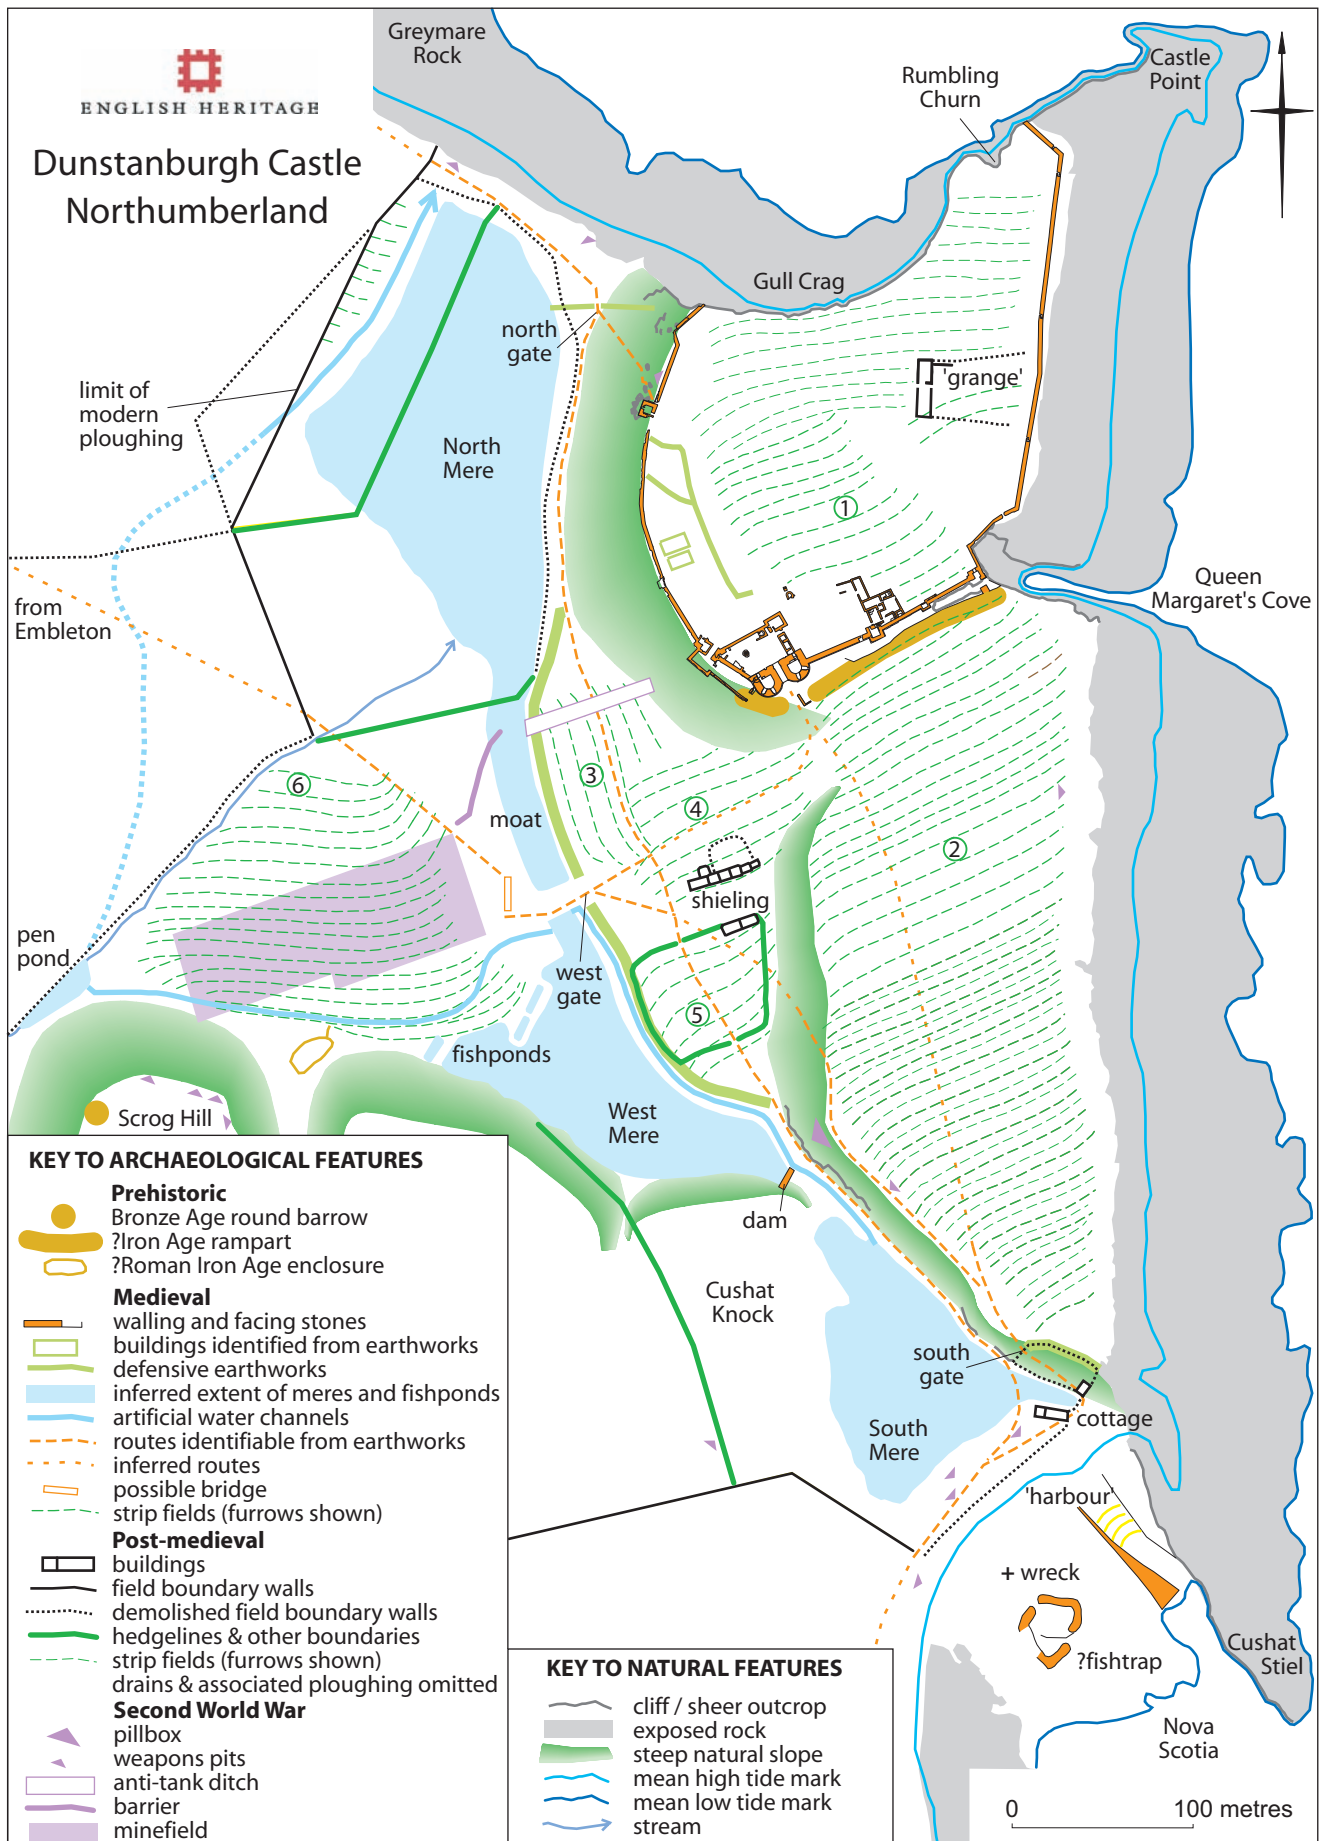 ENGLISH HERITAGE
Dunstanburgh Castle
Northumberland
Greymare
Rock
Rumbling
Churn
Castle
Point
Gull Crag
north
gate
'grange'
limit of
modern
ploughing
North
Mere
1
from
Embleton
Queen
Margaret's Cove
6
3
4
moat
2
shieling
pen
pond
west
gate
5
fishponds
West
Mere
Scrog Hill
dam
Cushat
Knock
south
gate
South
Mere
cottage
'harbour'
+ wreck
?fishtrap
Cushat
Stiel
Nova
Scotia
0 100 metres
KEY TO ARCHAEOLOGICAL FEATURES
Prehistoric
Bronze Age round barrow
?Iron Age rampart
?Roman Iron Age enclosure
Medieval
walling and facing stones
buildings identified from earthworks
defensive earthworks
inferred extent of meres and fishponds
artificial water channels
routes identifiable from earthworks
inferred routes
possible bridge
strip fields (furrows shown)
Post-medieval
buildings
field boundary walls
demolished field boundary walls
hedgelines & other boundaries
strip fields (furrows shown)
drains & associated ploughing omitted
Second World War
pillbox
weapons pits
anti-tank ditch
barrier
minefield
KEY TO NATURAL FEATURES
cliff / sheer outcrop
exposed rock
steep natural slope
mean high tide mark
mean low tide mark
stream